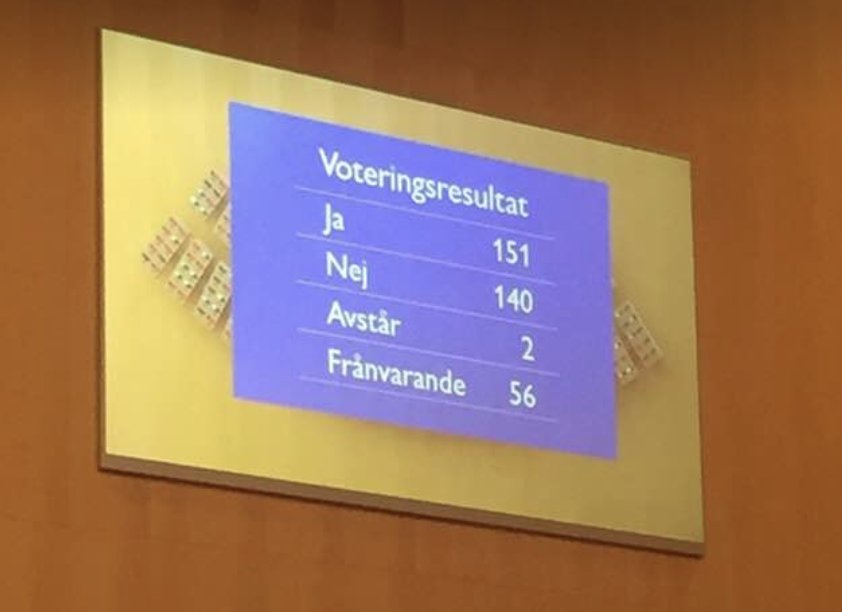 Voteringsresultat
Ja 151
Nej 140
Avstår 2
Frånvarande 56